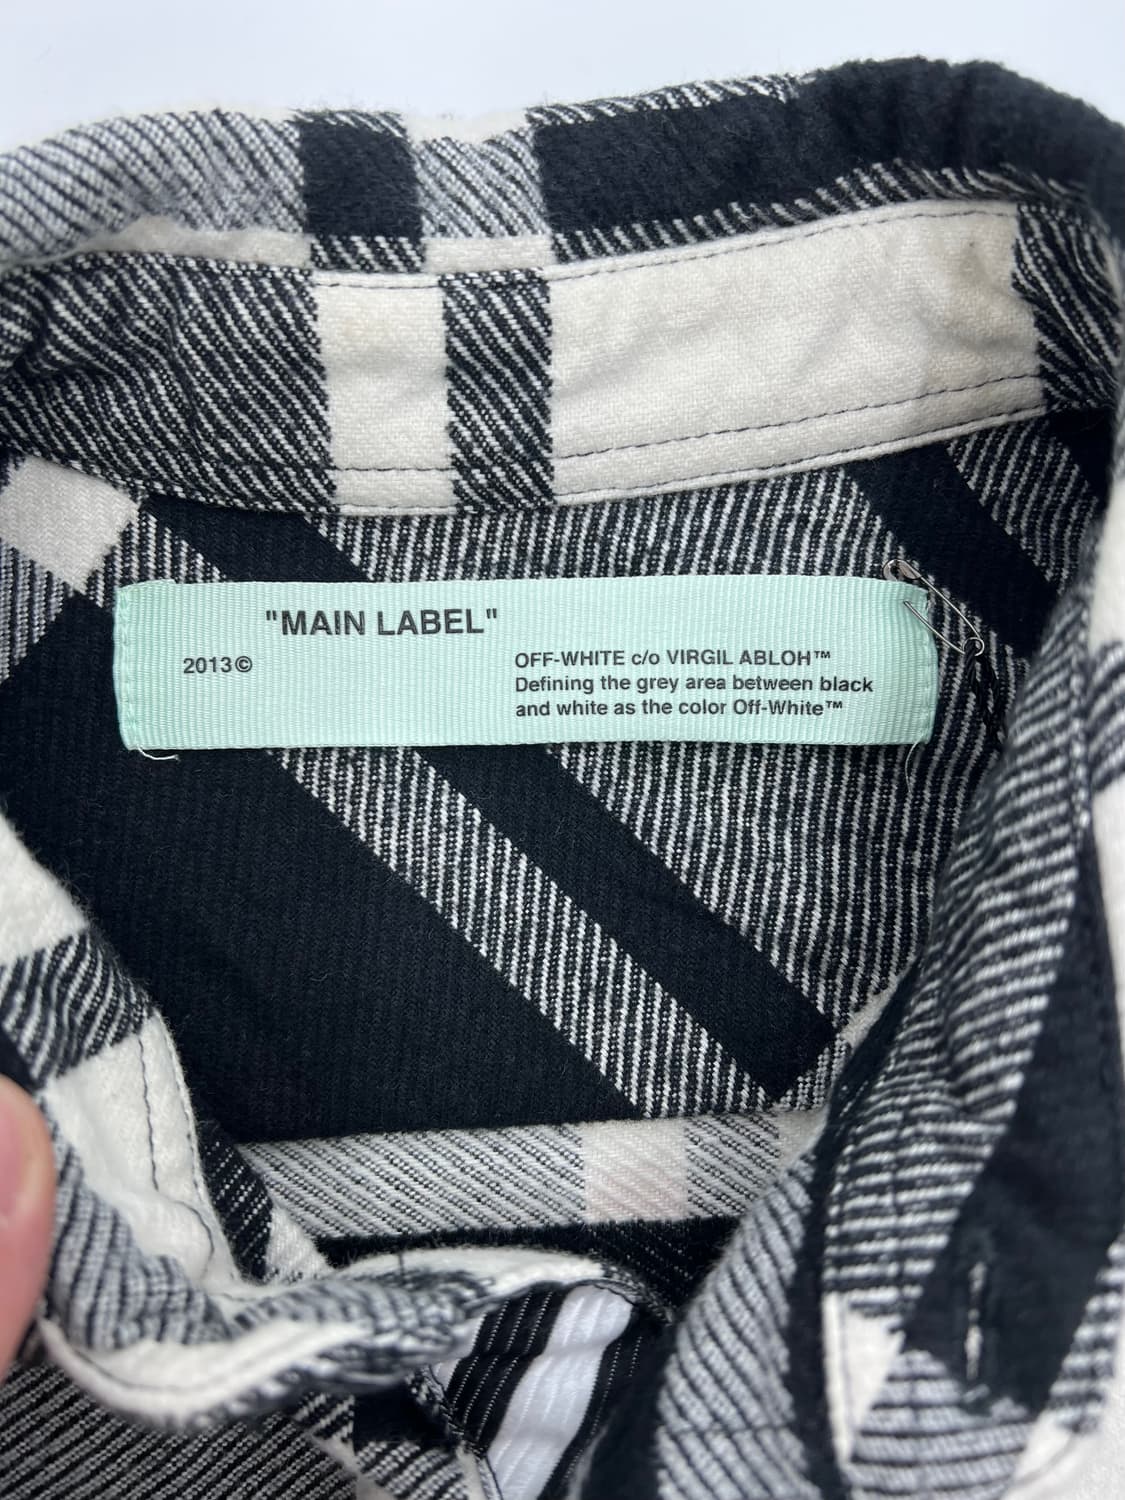 "MAIN LABEL"
2013©
OFF-WHITE c/o VIRGIL ABLOH™
Defining the grey area between black
and white as the color Off-White™